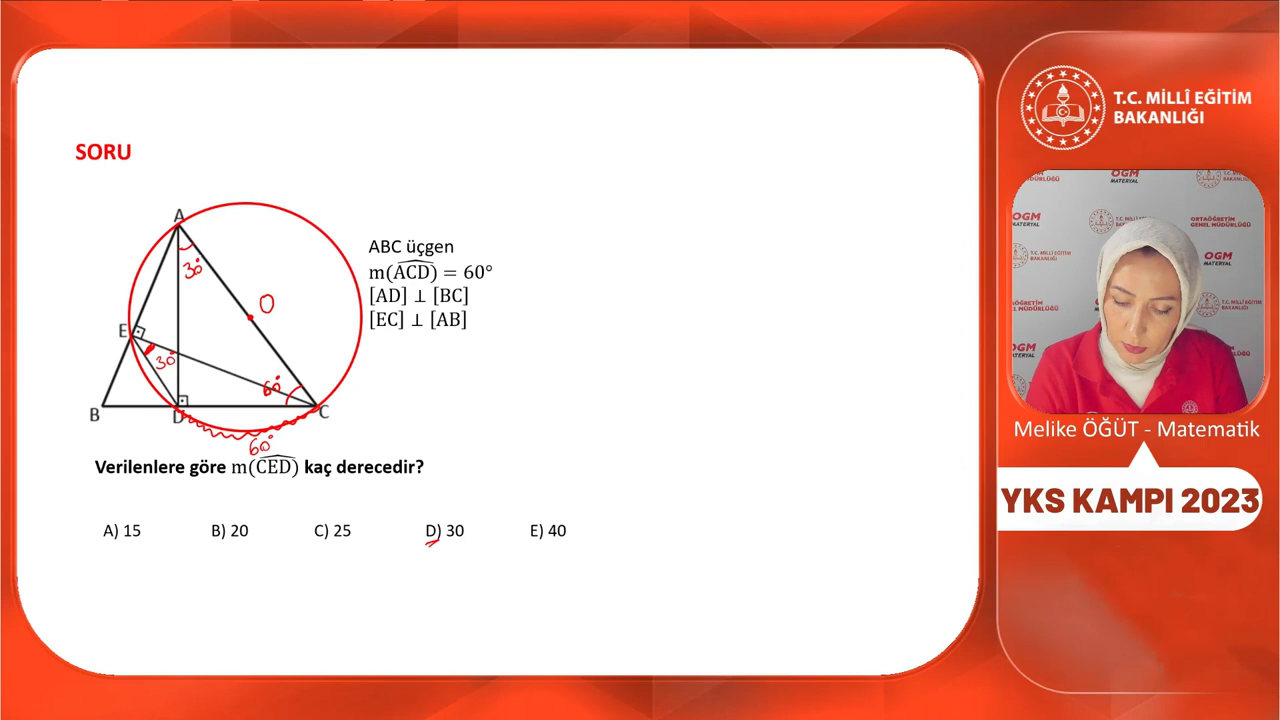 SORU
A
30°
O
E
30°
60°
B
D
C
60°
ABC üçgen
m(ACD) = 60°
[AD] ⊥ [BC]
[EC] ⊥ [AB]
Verilenlere göre m(CED) kaç derecedir?
A) 15 B) 20 C) 25 D) 30 E) 40
T.C. MİLLÎ EĞİTİM
BAKANLIĞI
OGM
MATERYAL
ORTAÖĞRETİM
GENEL MÜDÜRLÜĞÜ
Melike ÖĞÜT - Matematik
YKS KAMPI 2023